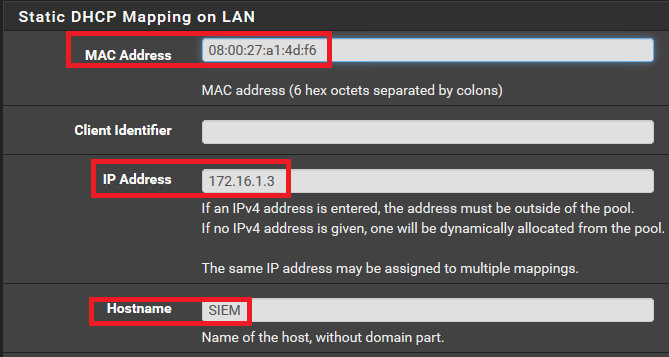 Static DHCP Mapping on LAN
MAC Address 08:00:27:a1:4d:f6
MAC address (6 hex octets separated by colons)
Client Identifier
IP Address 172.16.1.3
If an IPv4 address is entered, the address must be outside of the pool.
If no IPv4 address is given, one will be dynamically allocated from the pool.
The same IP address may be assigned to multiple mappings.
Hostname SIEM
Name of the host, without domain part.